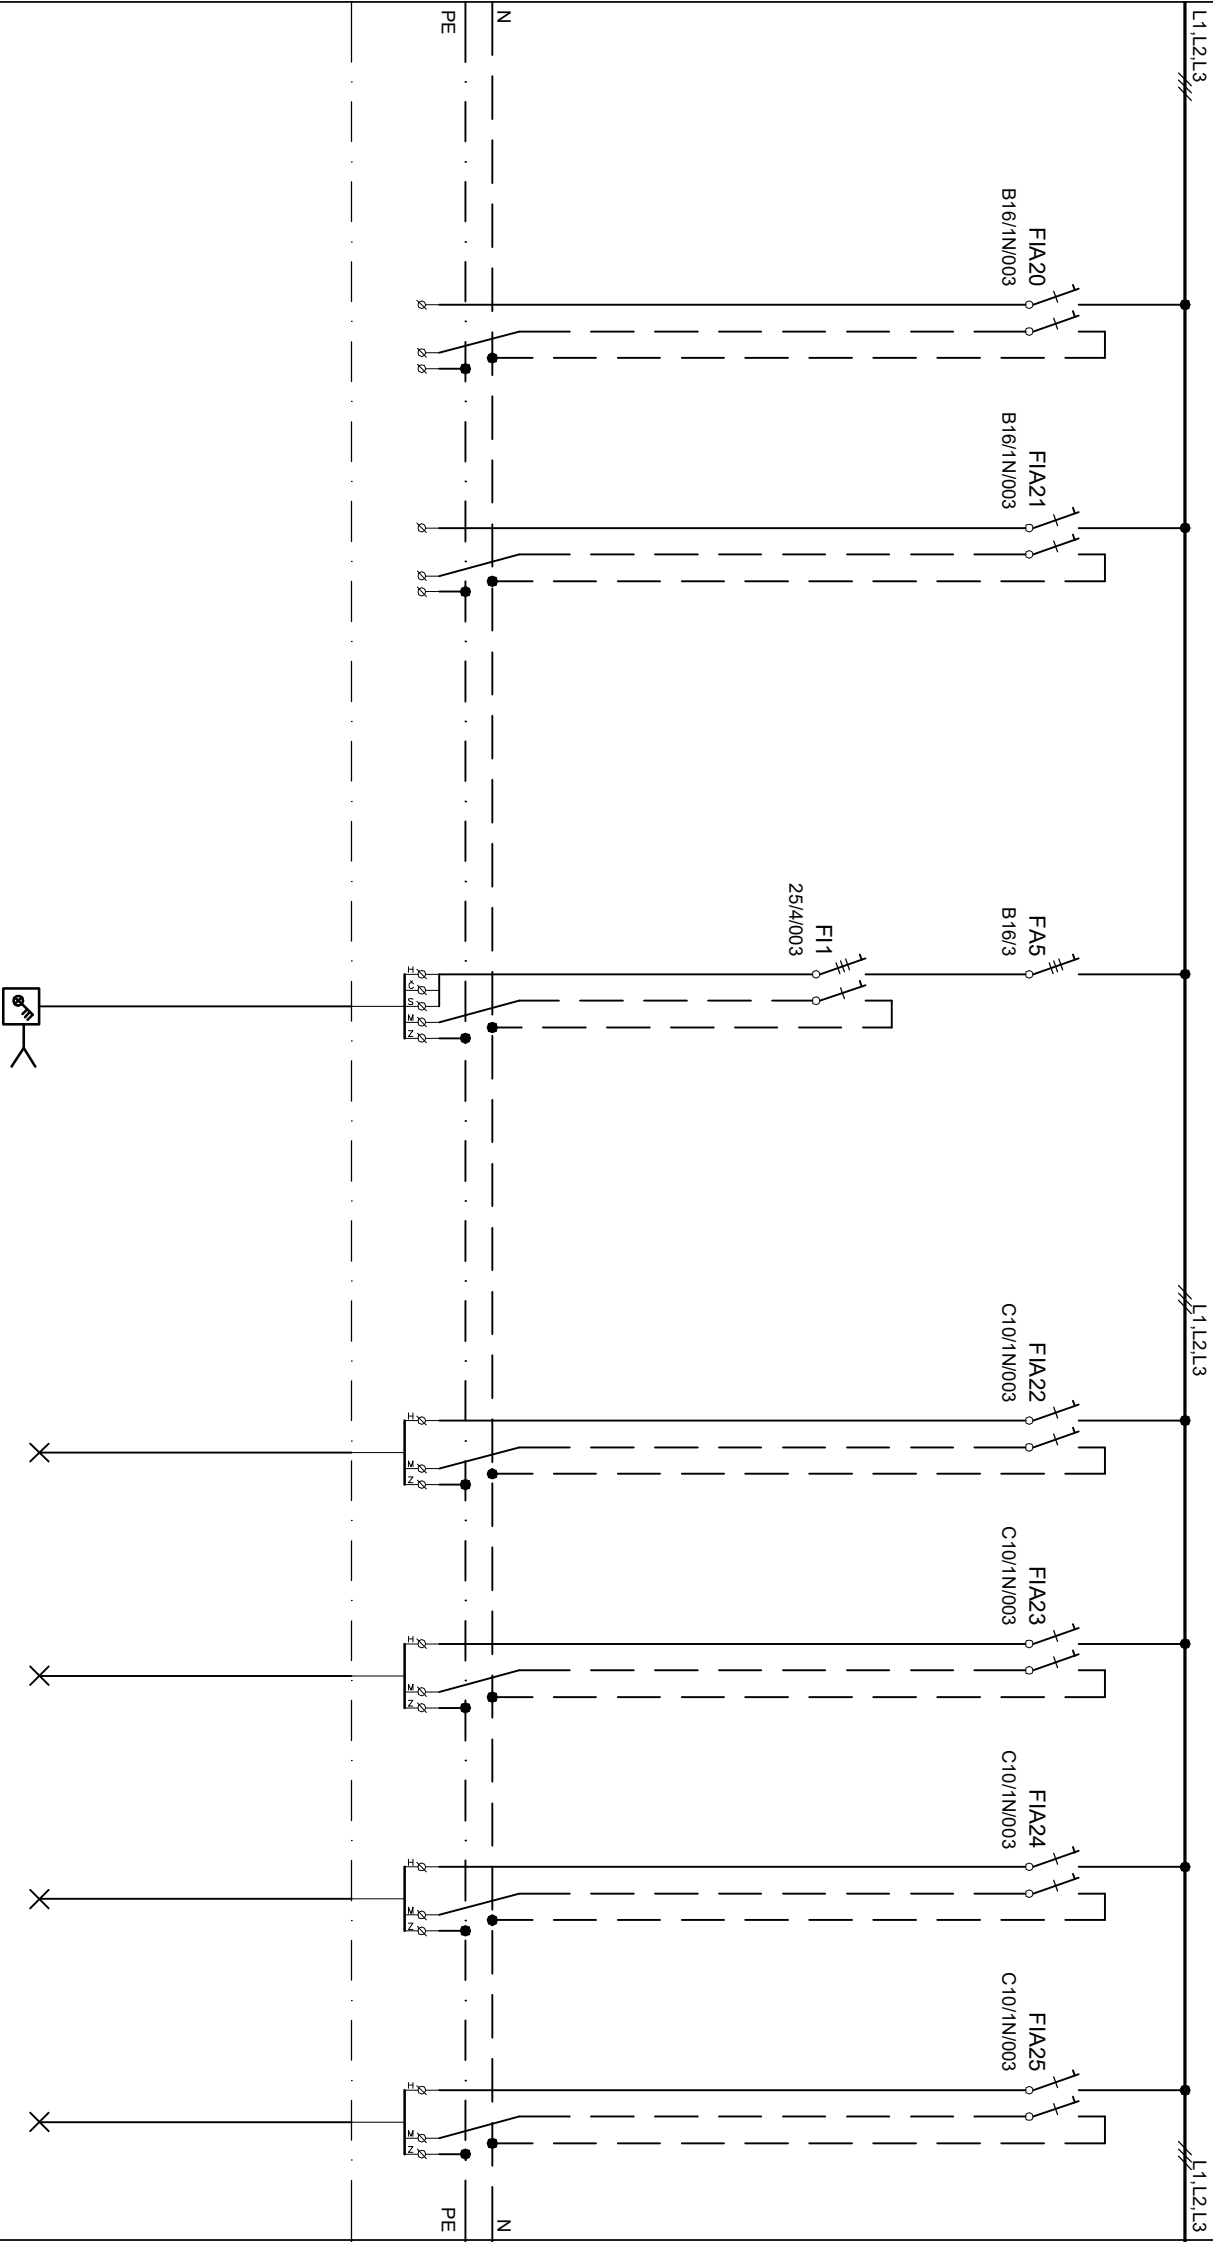 L1,L2,L3
L1,L2,L3
L1,L2,L3
FIA20
B16/1N/003
FIA21
B16/1N/003
FA5
B16/3
FI1
25/4/003
FIA22
C10/1N/003
FIA23
C10/1N/003
FIA24
C10/1N/003
FIA25
C10/1N/003
N
N
PE
PE
H
Č
S
M
Z
H
M
Z
H
M
Z
H
M
Z
H
M
Z